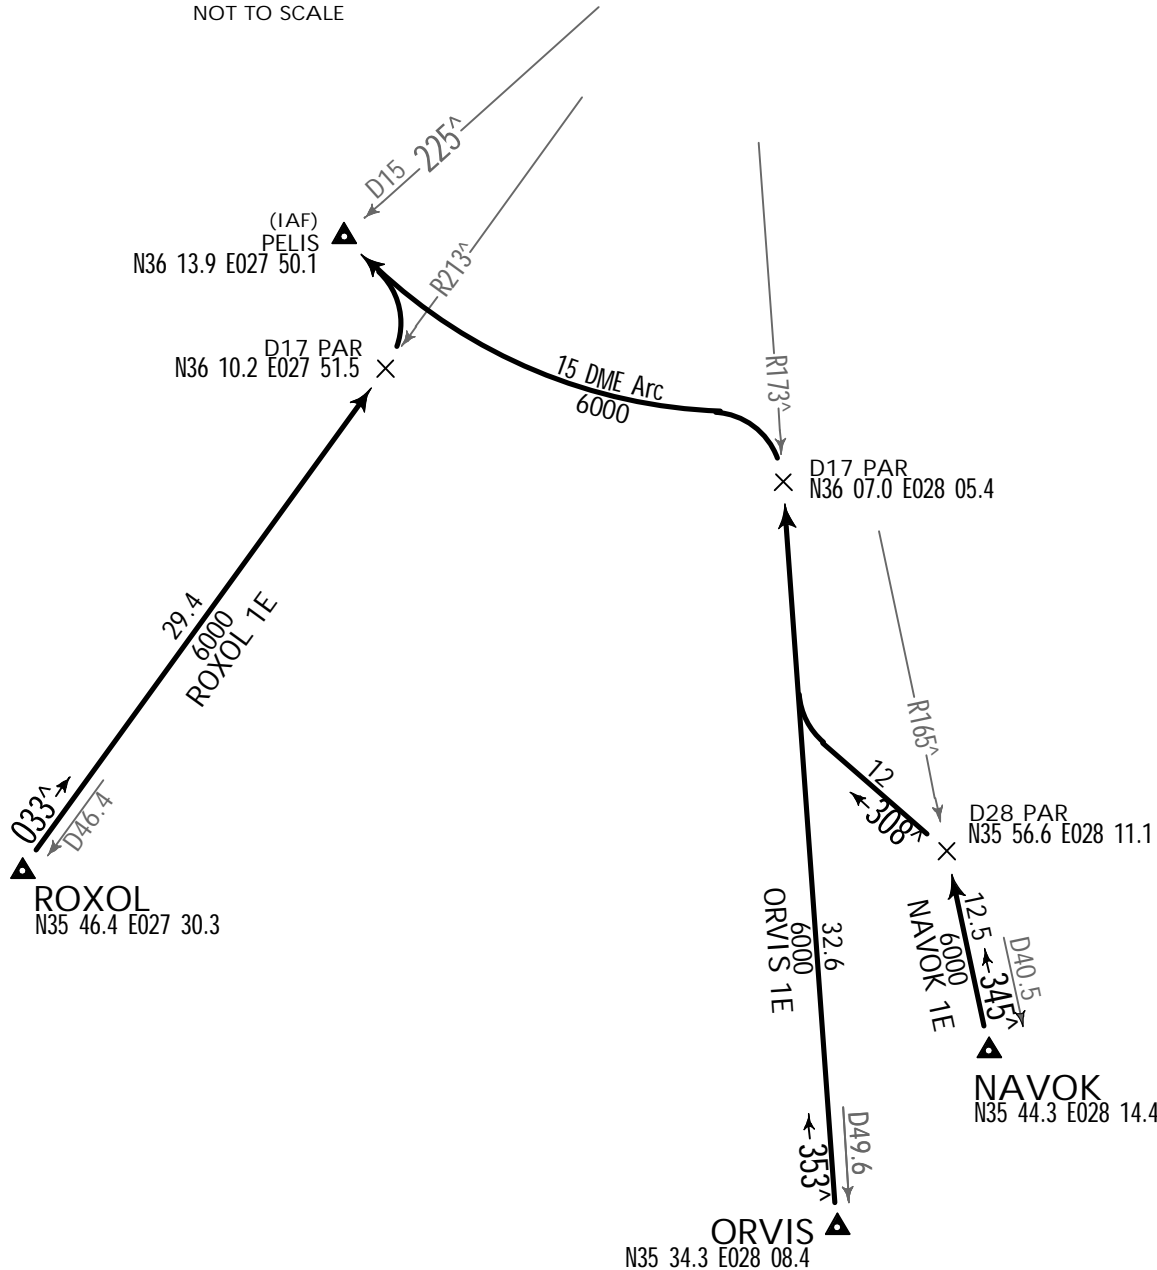 NOT TO SCALE
D15 225^
(IAF)
PELIS
N36 13.9 E027 50.1
R213^
D17 PAR
N36 10.2 E027 51.5
15 DME Arc
6000
R173^
D17 PAR
N36 07.0 E028 05.4
29.4
6000
ROXOL 1E
033^
D46.4
ROXOL
N35 46.4 E027 30.3
R165^
12
308^
D28 PAR
N35 56.6 E028 11.1
32.6
6000
ORVIS 1E
12.5
6000
NAVOK 1E
345^
D40.5
NAVOK
N35 44.3 E028 14.4
353^
D49.6
ORVIS
N35 34.3 E028 08.4